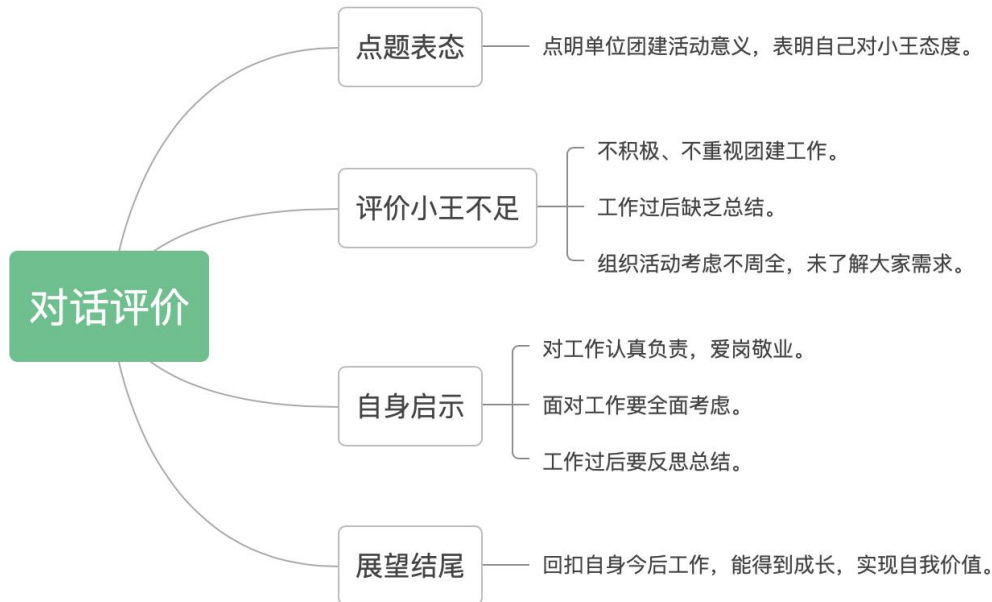 对话评价
点题表态
点明单位团建活动意义，表明自己对小王态度。
评价小王不足
不积极、不重视团建工作。
工作过后缺乏总结。
组织活动考虑不周全，未了解大家需求。
自身启示
对工作认真负责，爱岗敬业。
面对工作要全面考虑。
工作过后要反思总结。
展望结尾
回扣自身今后工作，能得到成长，实现自我价值。